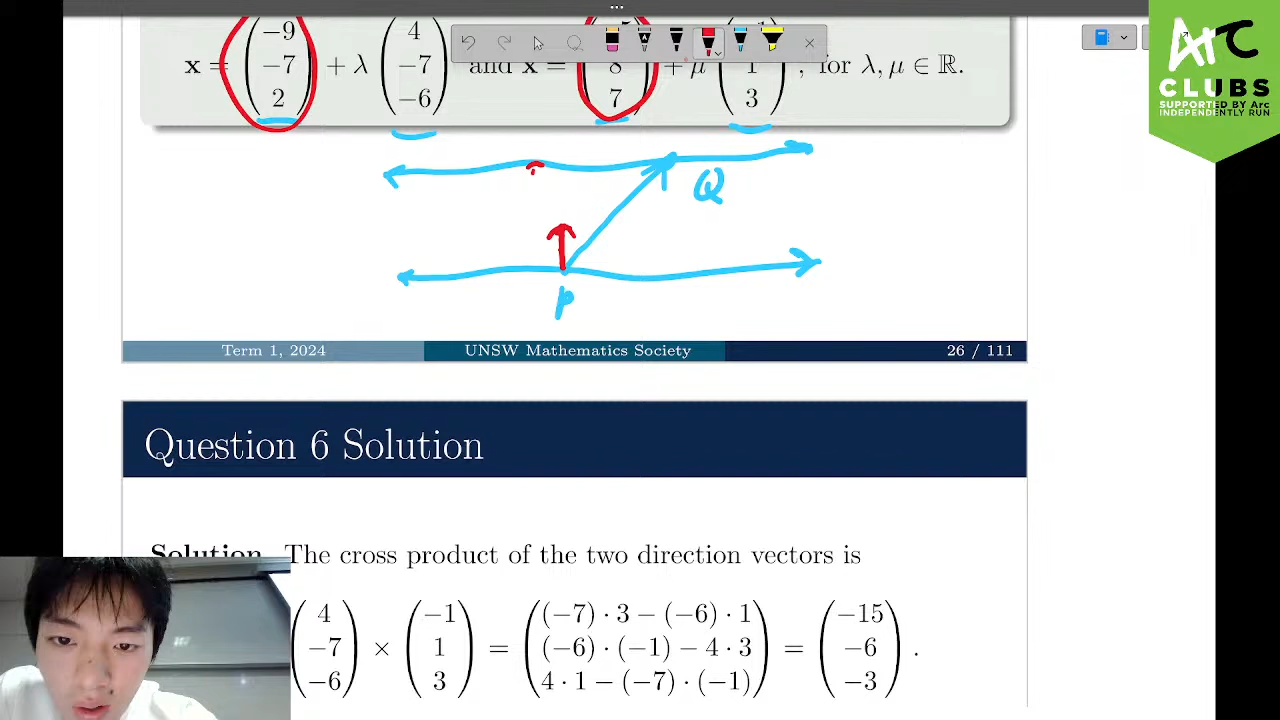 x = (−9 −7 2) + λ (4 −7 −6) and x = ( 8 7) + μ ( 1 3), for λ, μ ∈ ℝ.
Arc
CLUBS
SUPPORTED BY Arc
INDEPENDENTLY RUN
Q
P
Term 1, 2024 UNSW Mathematics Society 26 / 111
Question 6 Solution
Solution. The cross product of the two direction vectors is
(4 −7 −6) × (−1 1 3) = ((−7) · 3 − (−6) · 1 (−6) · (−1) − 4 · 3 4 · 1 − (−7) · (−1)) = (−15 −6 −3).